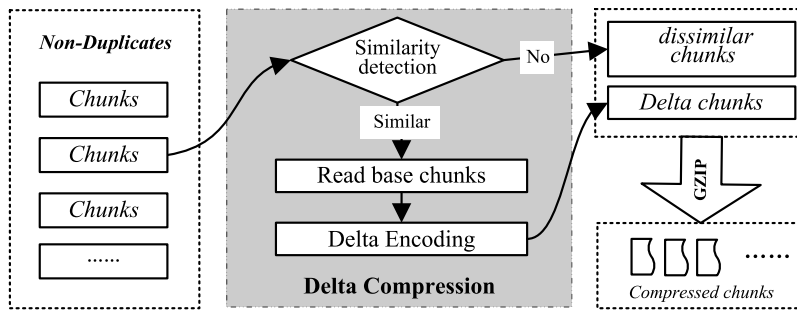 Non-Duplicates
Chunks
Chunks
Chunks
......
Similarity
detection
No
Similar
Read base chunks
Delta Encoding
Delta Compression
dissimilar
chunks
Delta chunks
GZIP
......
Compressed chunks